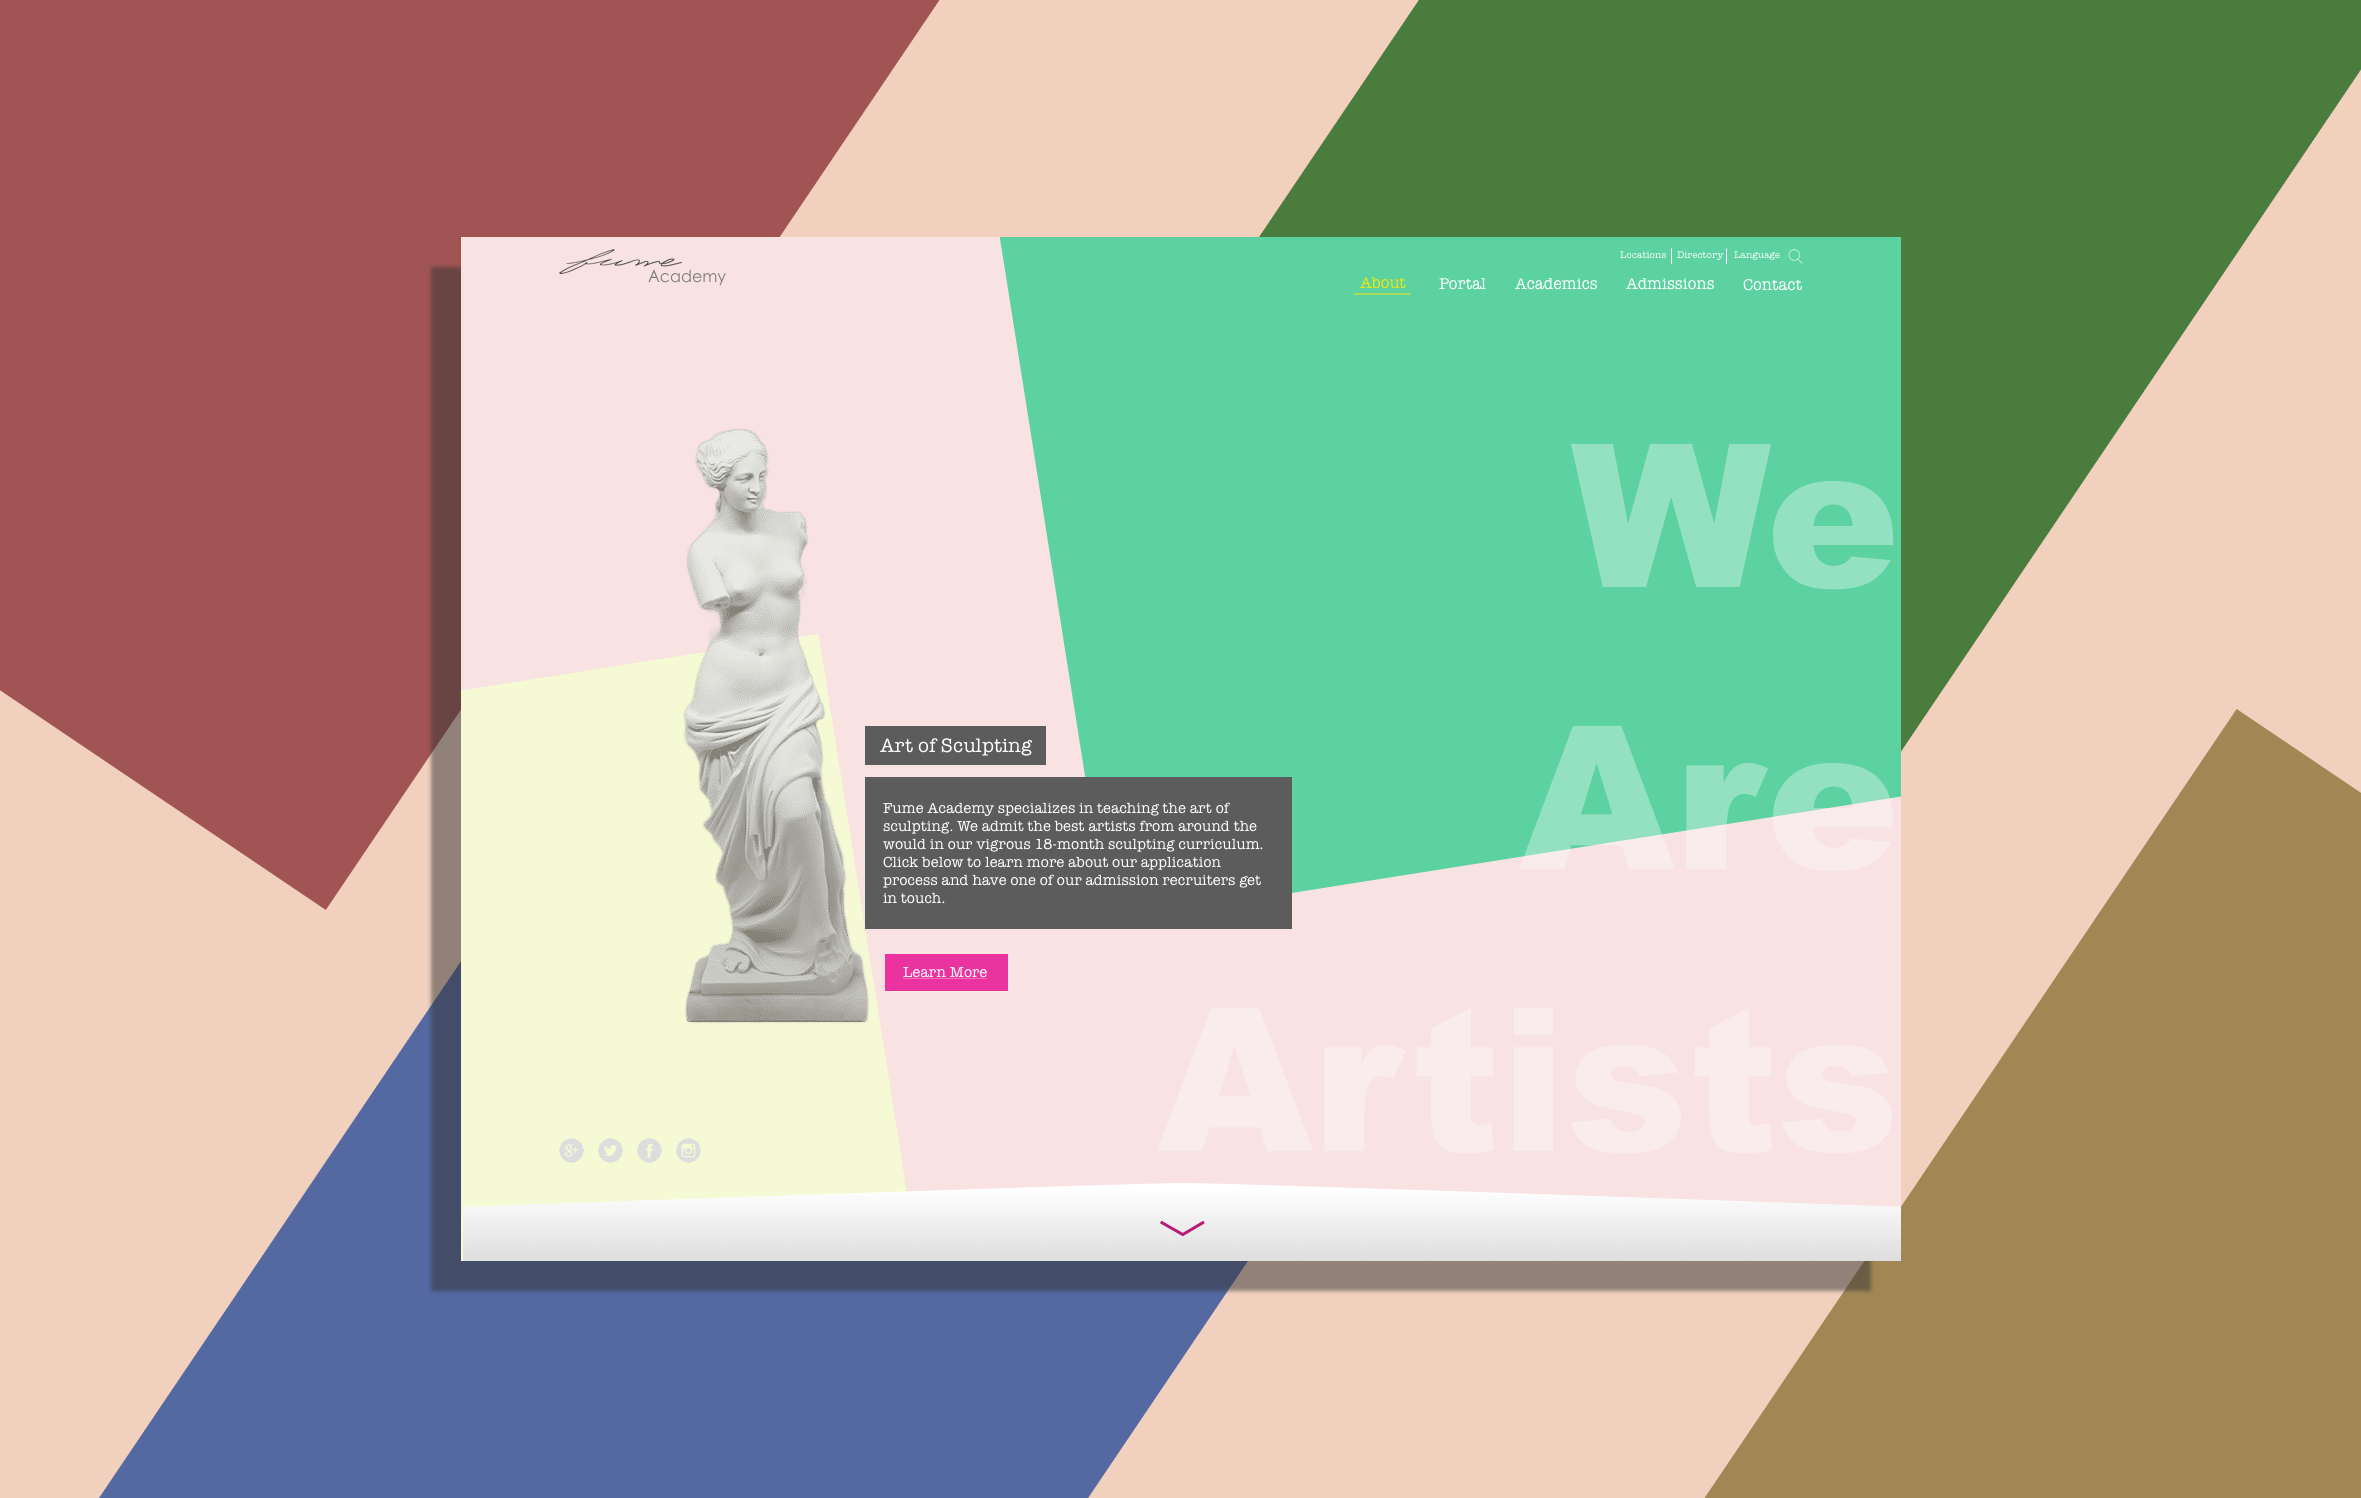 fume
Academy
Locations | Directory | Language
About Portal Academics Admissions Contact
We
Are
Artists
Art of Sculpting
Fume Academy specializes in teaching the art of
sculpting. We admit the best artists from around the
would in our vigrous 18-month sculpting curriculum.
Click below to learn more about our application
process and have one of our admission recruiters get
in touch.
Learn More